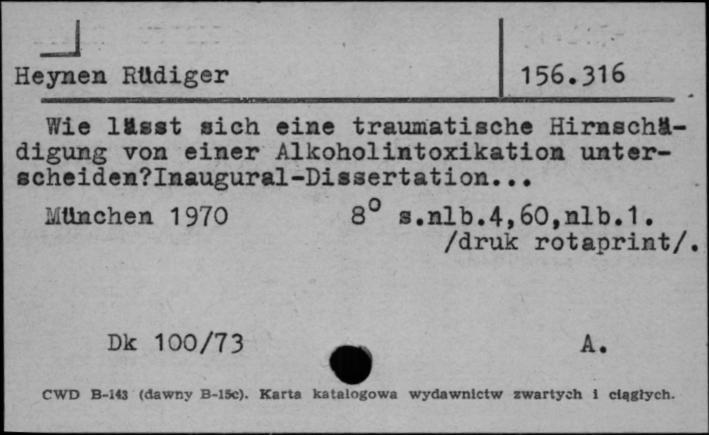 Heynen Rüdiger 156.316
Wie lässt sich eine traumatische Hirnschä-
digung von einer Alkoholintoxikation unter-
scheiden?Inaugural-Dissertation...
München 1970 8° s.nlb.4,60,nlb.1.
/druk rotaprint/.
Dk 100/73 A.
CWD B-143 (dawny B-15c). Karta katalogowa wydawnictw zwartych i ciągłych.